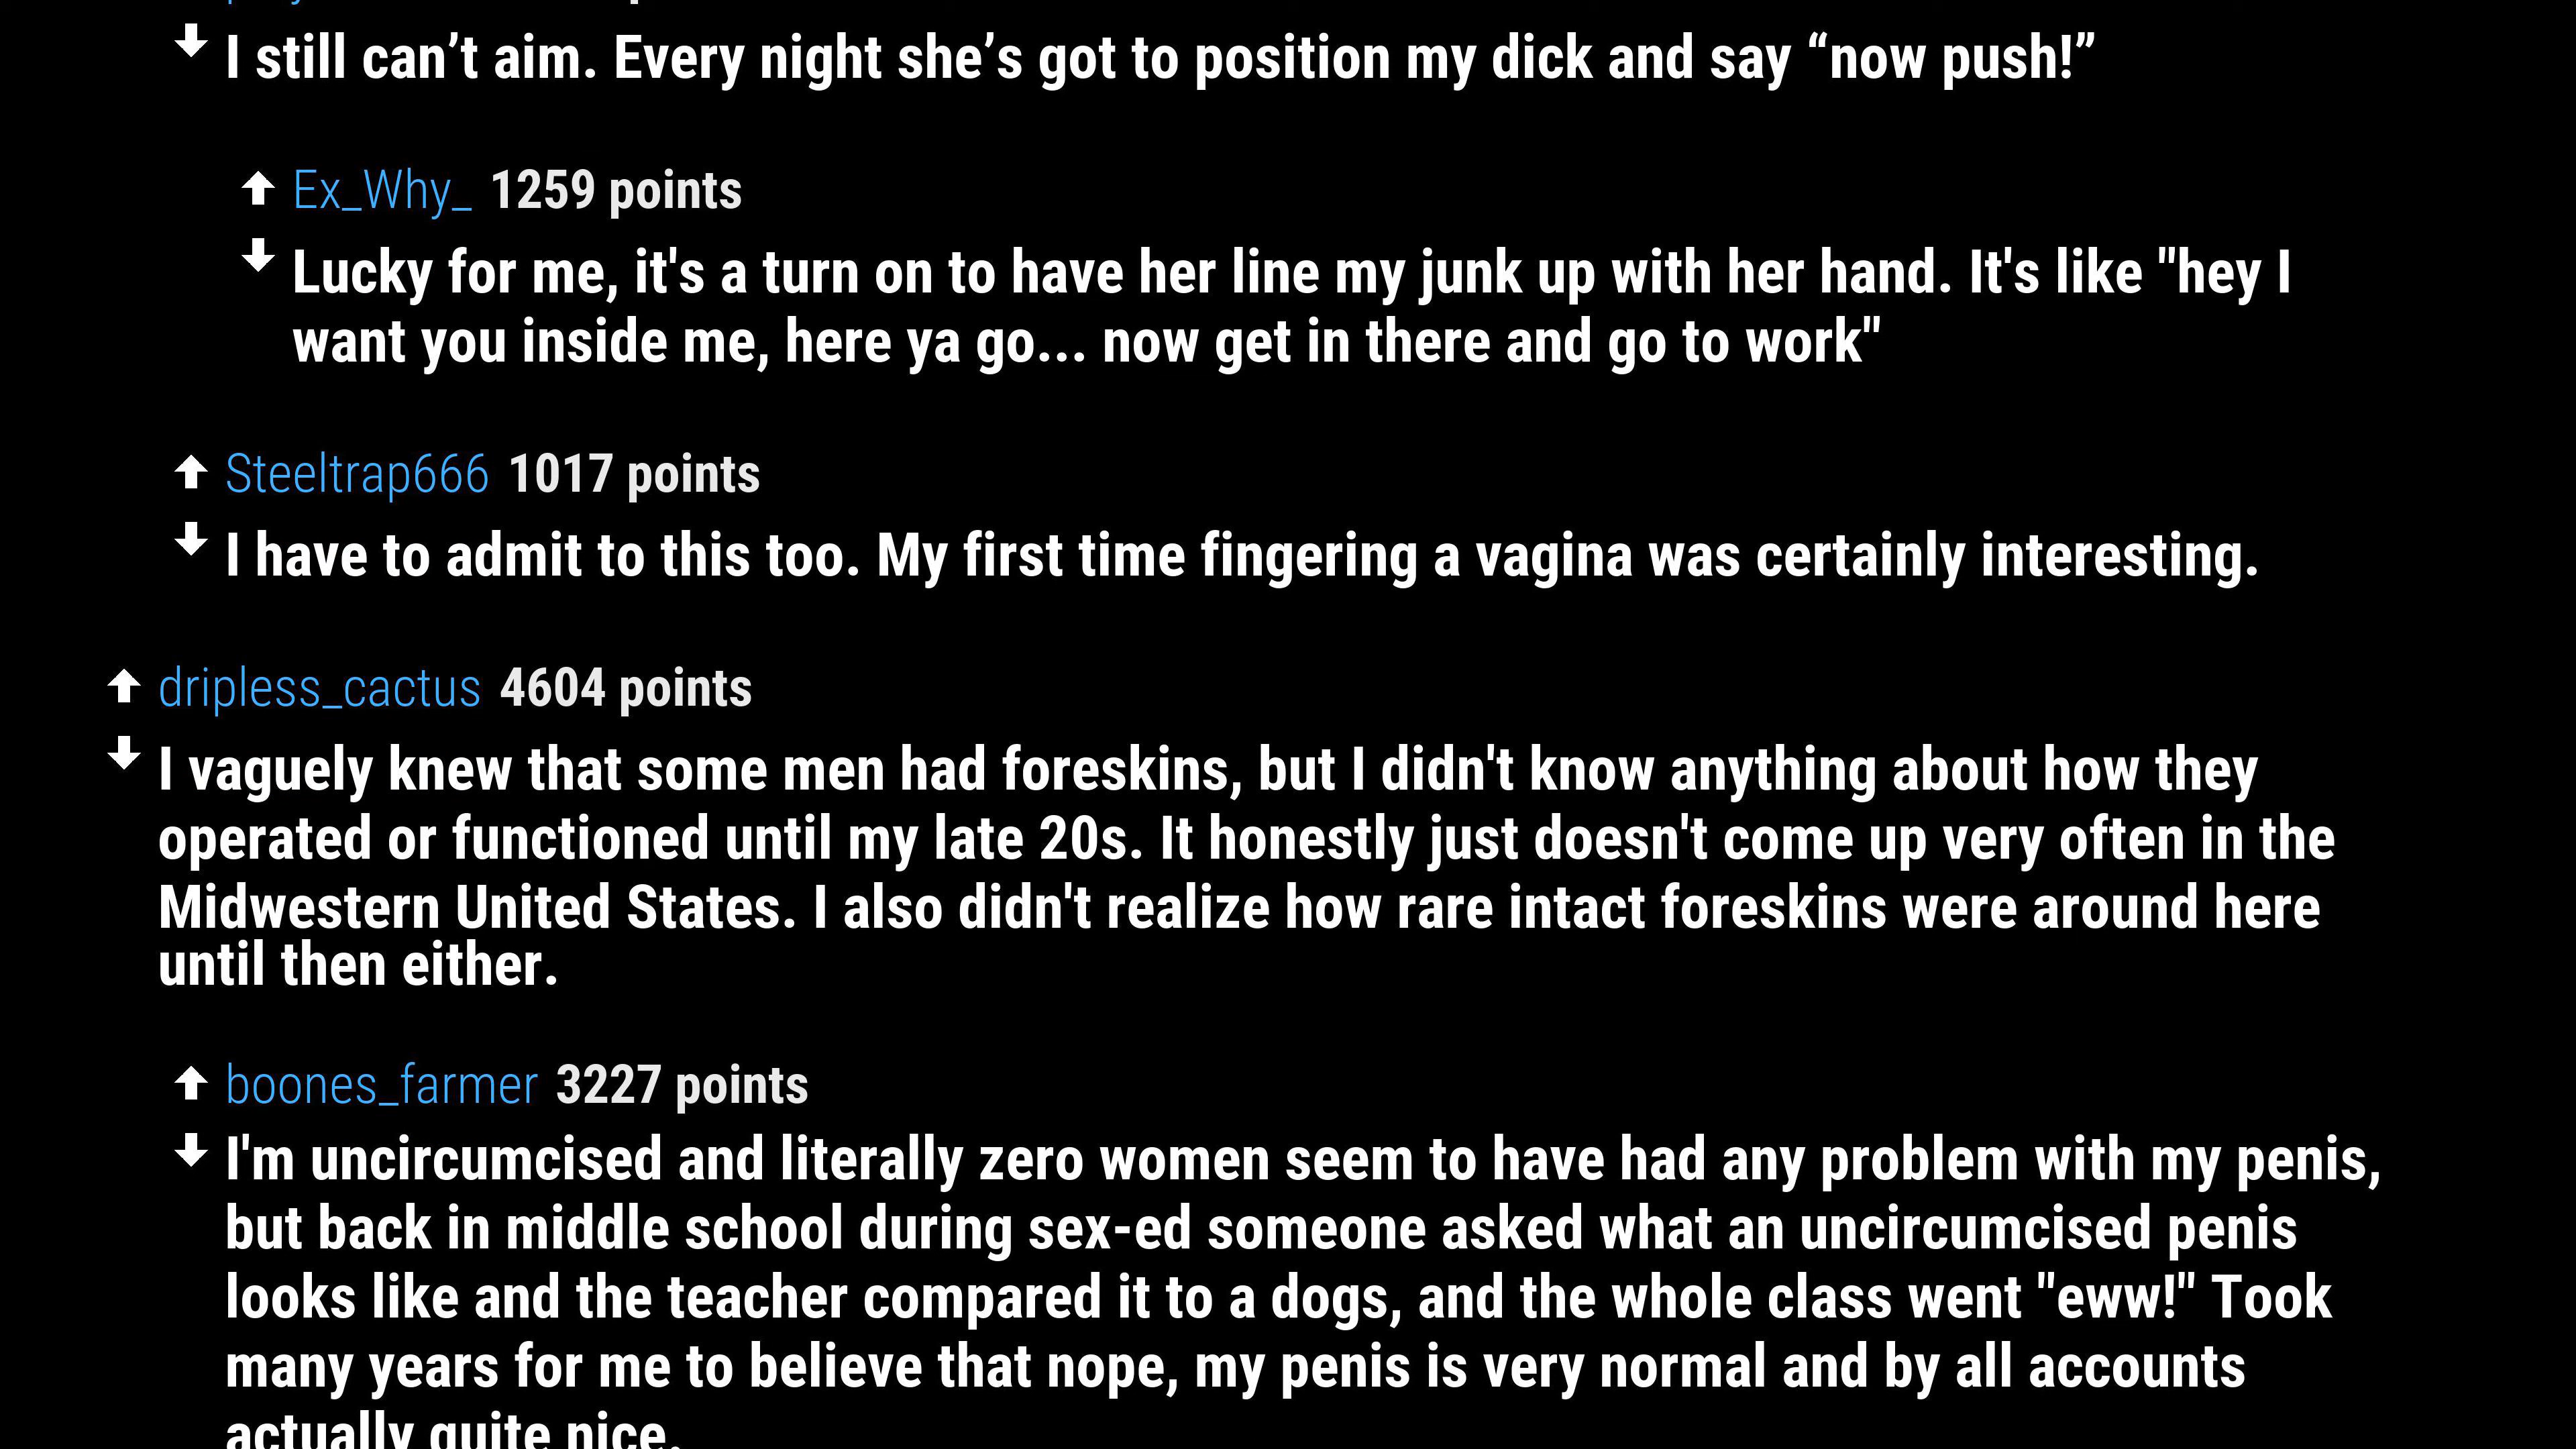 I still can’t aim. Every night she’s got to position my dick and say “now push!”
Ex_Why_ 1259 points
Lucky for me, it's a turn on to have her line my junk up with her hand. It's like "hey I
want you inside me, here ya go... now get in there and go to work"
Steeltrap666 1017 points
I have to admit to this too. My first time fingering a vagina was certainly interesting.
dripless_cactus 4604 points
I vaguely knew that some men had foreskins, but I didn't know anything about how they
operated or functioned until my late 20s. It honestly just doesn't come up very often in the
Midwestern United States. I also didn't realize how rare intact foreskins were around here
until then either.
boones_farmer 3227 points
I'm uncircumcised and literally zero women seem to have had any problem with my penis,
but back in middle school during sex-ed someone asked what an uncircumcised penis
looks like and the teacher compared it to a dogs, and the whole class went "eww!" Took
many years for me to believe that nope, my penis is very normal and by all accounts
actually quite nice.